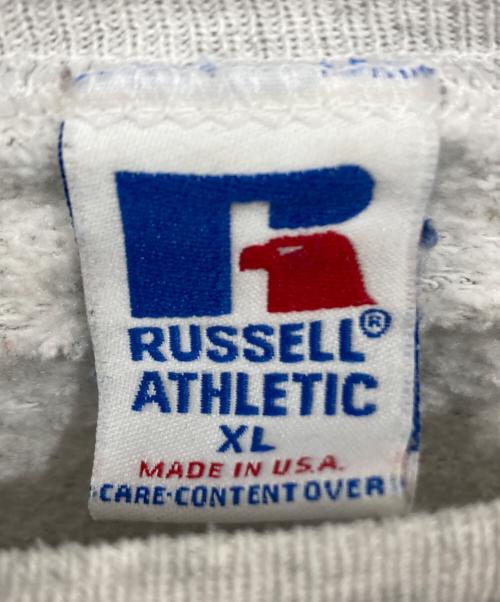 RUSSELL®
ATHLETIC
XL
MADE IN U.S.A.
CARE·CONTENT OVER